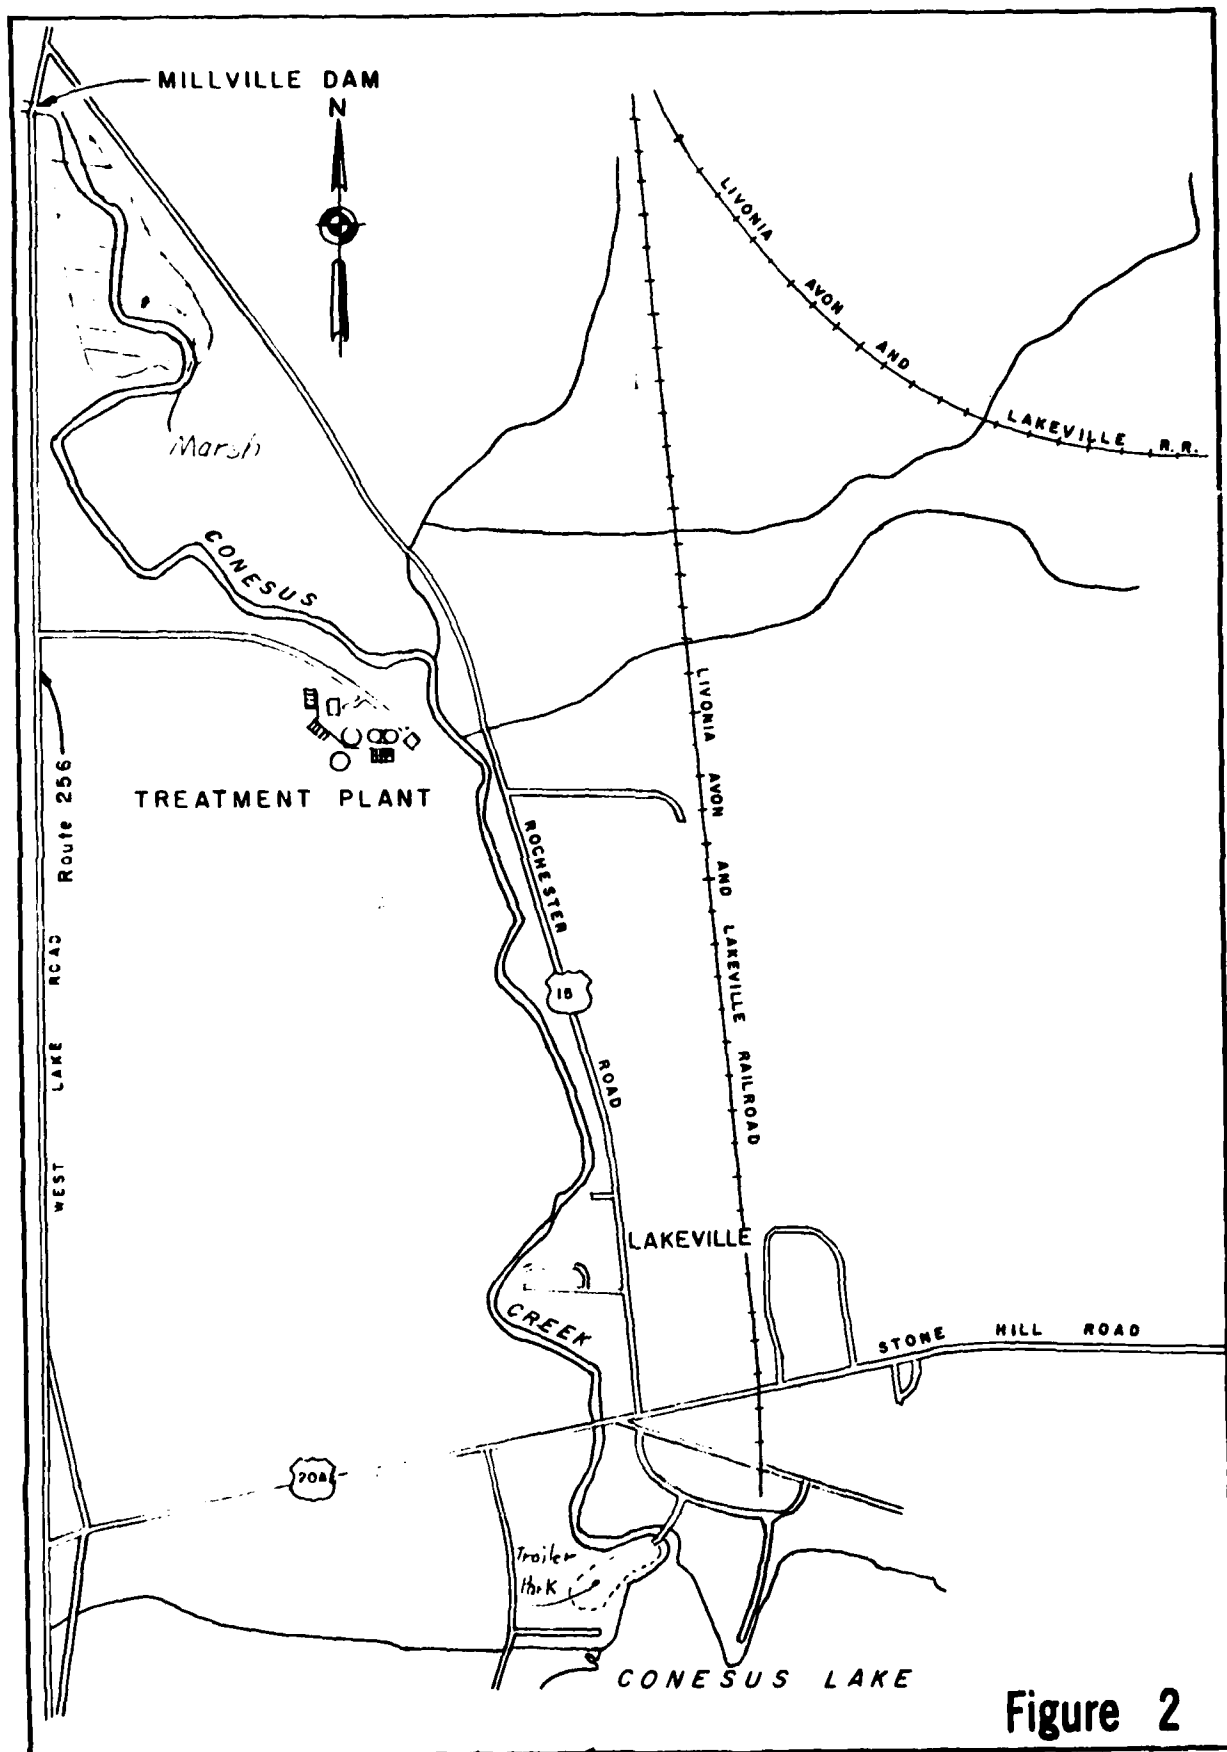 MILLVILLE DAM
N
LIVONIA AVON AND LAKEVILLE R.R.
Marsh
CONESUS
LIVONIA AVON AND LAKEVILLE RAILROAD
TREATMENT PLANT
Route 256
WEST LAKE ROAD
ROCHESTER
15
ROAD
LAKEVILLE
CREEK
STONE HILL ROAD
20A
Trailer
Park
CONESUS LAKE
Figure 2